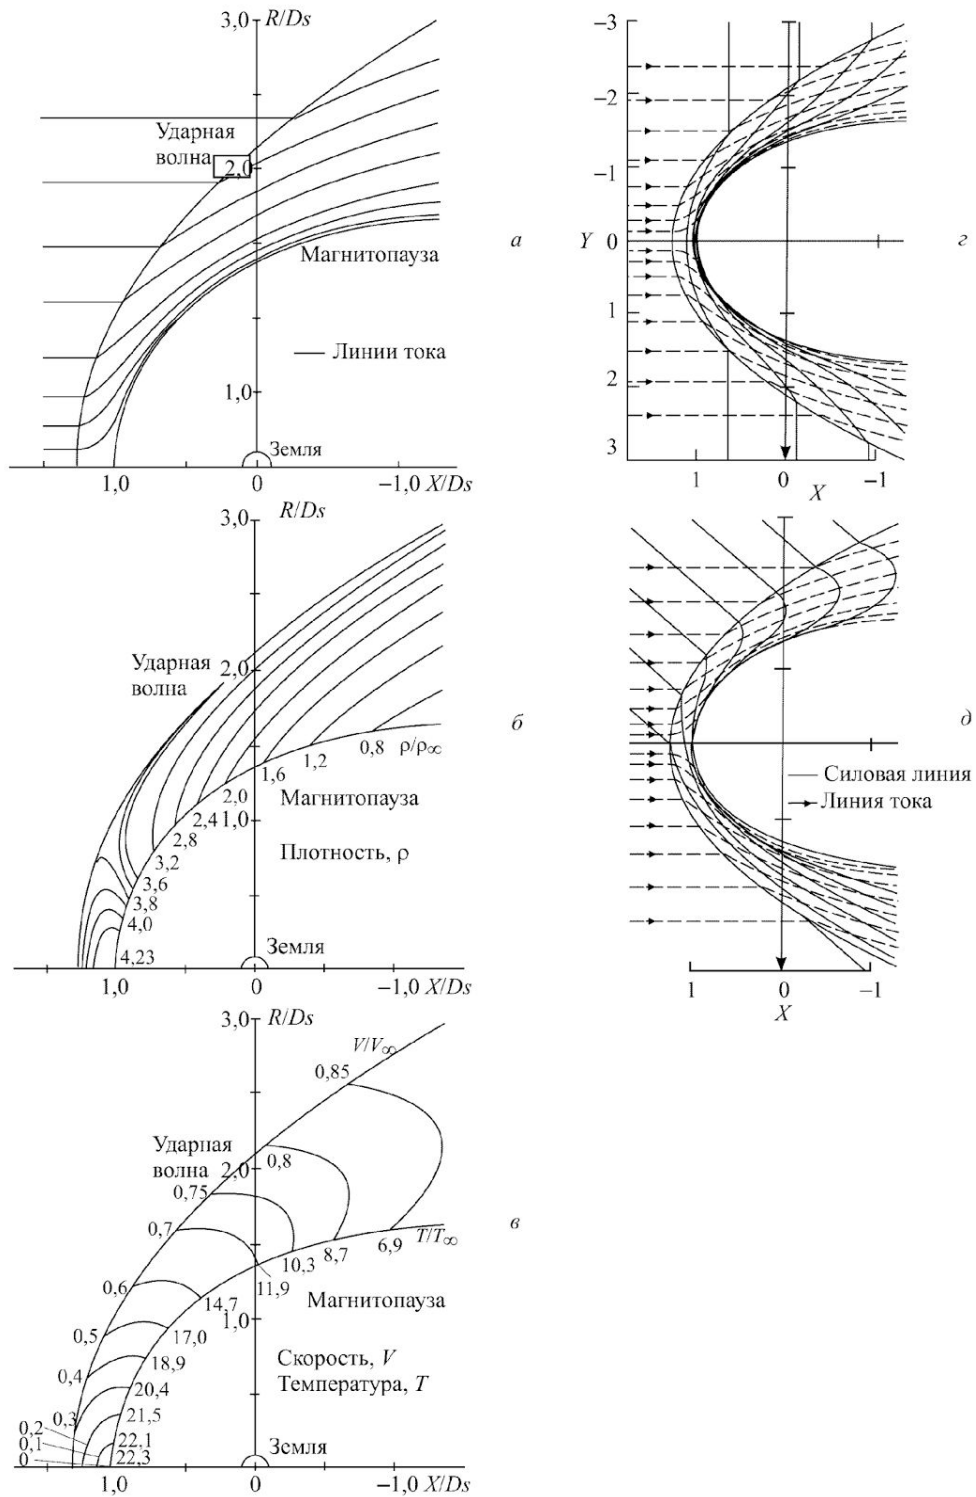 3,0 R/Ds
Ударная
волна
2,0
Магнитопауза
Линии тока
1,0
Земля
1,0 0 −1,0 X/Ds
а
−3
−2
−1
Y 0
1
2
3
1 0 −1
X
г
3,0 R/Ds
Ударная
волна
2,0
0,8 ρ/ρ∞
1,2
1,6
2,0
Магнитопауза
2,4
1,0
2,8
3,2
Плотность, ρ
3,6
3,8
4,0
4,23
Земля
1,0 0 −1,0 X/Ds
б
Силовая линия
Линия тока
1 0 −1
X
д
3,0 R/Ds
V/V∞
0,85
Ударная
волна
0,8
2,0
0,75
0,7
T/T∞
6,9
8,7
10,3
11,9
0,6
14,7
Магнитопауза
1,0
0,5
17,0
Скорость, V
18,9
0,4
Температура, T
20,4
0,3
21,5
0,2
0,1
22,1
Земля
0
22,3
1,0 0 −1,0 X/Ds
в